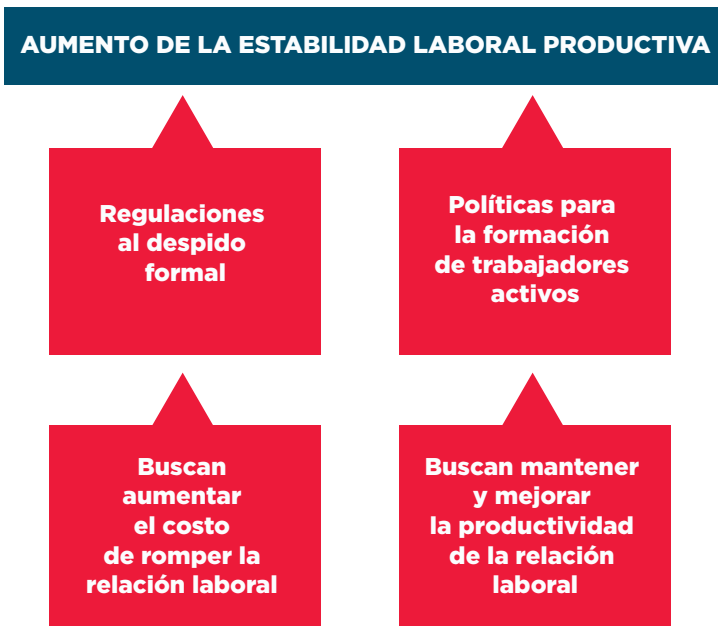 AUMENTO DE LA ESTABILIDAD LABORAL PRODUCTIVA
Regulaciones
al despido
formal
Políticas para
la formación
de trabajadores
activos
Buscan
aumentar
el costo
de romper la
relación laboral
Buscan mantener
y mejorar
la productividad
de la relación
laboral